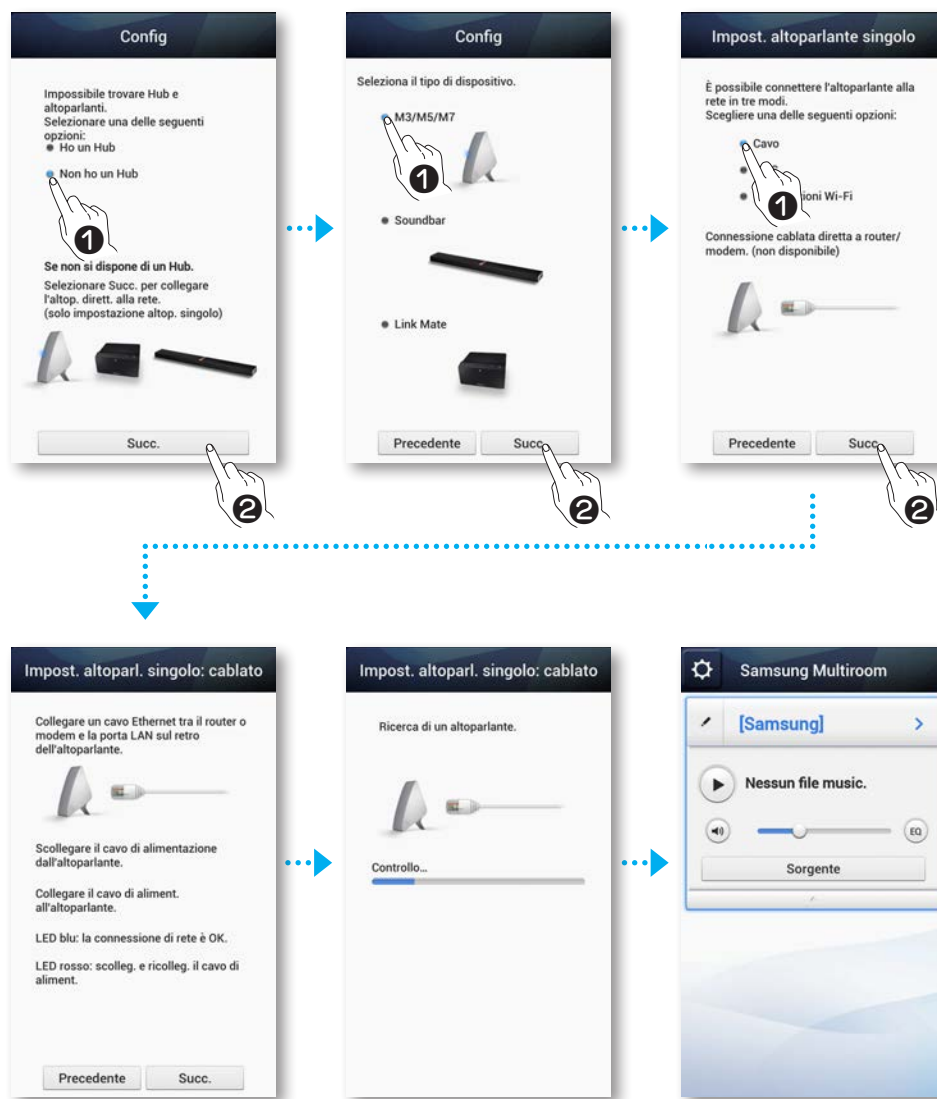 Config
Impossibile trovare Hub e
altoparlanti.
Selezionare una delle seguenti
opzioni:
Ho un Hub
Non ho un Hub
1
Se non si dispone di un Hub.
Selezionare Succ. per collegare
l'altop. dirett. alla rete.
(solo impostazione altop. singolo)
Succ.
2
Config
Seleziona il tipo di dispositivo.
M3/M5/M7
1
Soundbar
Link Mate
Precedente
Succ.
2
Impost. altoparlante singolo
È possibile connettere l'altoparlante alla
rete in tre modi.
Scegliere una delle seguenti opzioni:
Cavo
ioni Wi-Fi
1
Connessione cablata diretta a router/
modem. (non disponibile)
Precedente
Succ.
2
Impost. altoparl. singolo: cablato
Collegare un cavo Ethernet tra il router o
modem e la porta LAN sul retro
dell'altoparlante.
Scollegare il cavo di alimentazione
dall'altoparlante.
Collegare il cavo di aliment.
all'altoparlante.
LED blu: la connessione di rete è OK.
LED rosso: scolleg. e ricolleg. il cavo di
aliment.
Precedente
Succ.
Impost. altoparl. singolo: cablato
Ricerca di un altoparlante.
Controllo...
Samsung Multiroom
[Samsung]
Nessun file music.
EQ
Sorgente